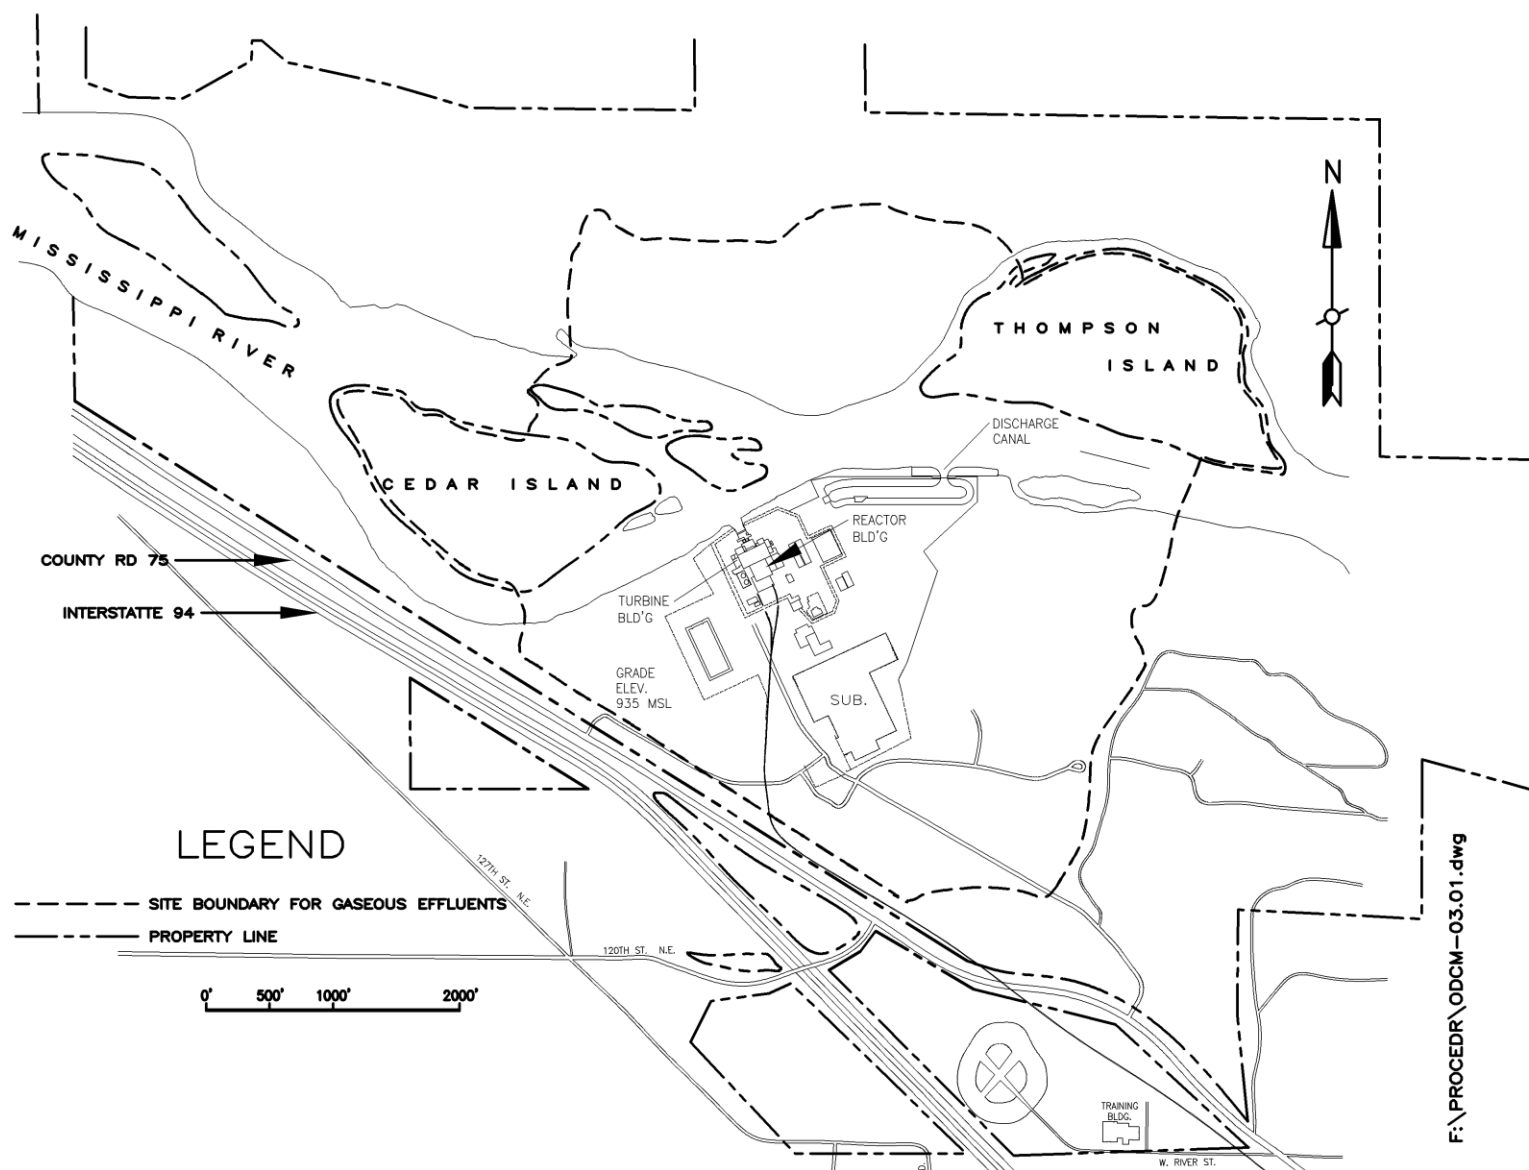 N
MISSISSIPPI RIVER
THOMPSON
ISLAND
DISCHARGE
CANAL
CEDAR ISLAND
REACTOR
BLD'G
COUNTY RD 75
TURBINE
BLD'G
INTERSTATTE 94
GRADE
ELEV.
935 MSL
SUB.
LEGEND
127TH ST. N.E.
SITE BOUNDARY FOR GASEOUS EFFLUENTS
PROPERTY LINE
120TH ST. N.E.
0' 500' 1000' 2000'
F:\PROCEDR\ODCM-03.01.dwg
TRAINING
BLDG.
W. RIVER ST.